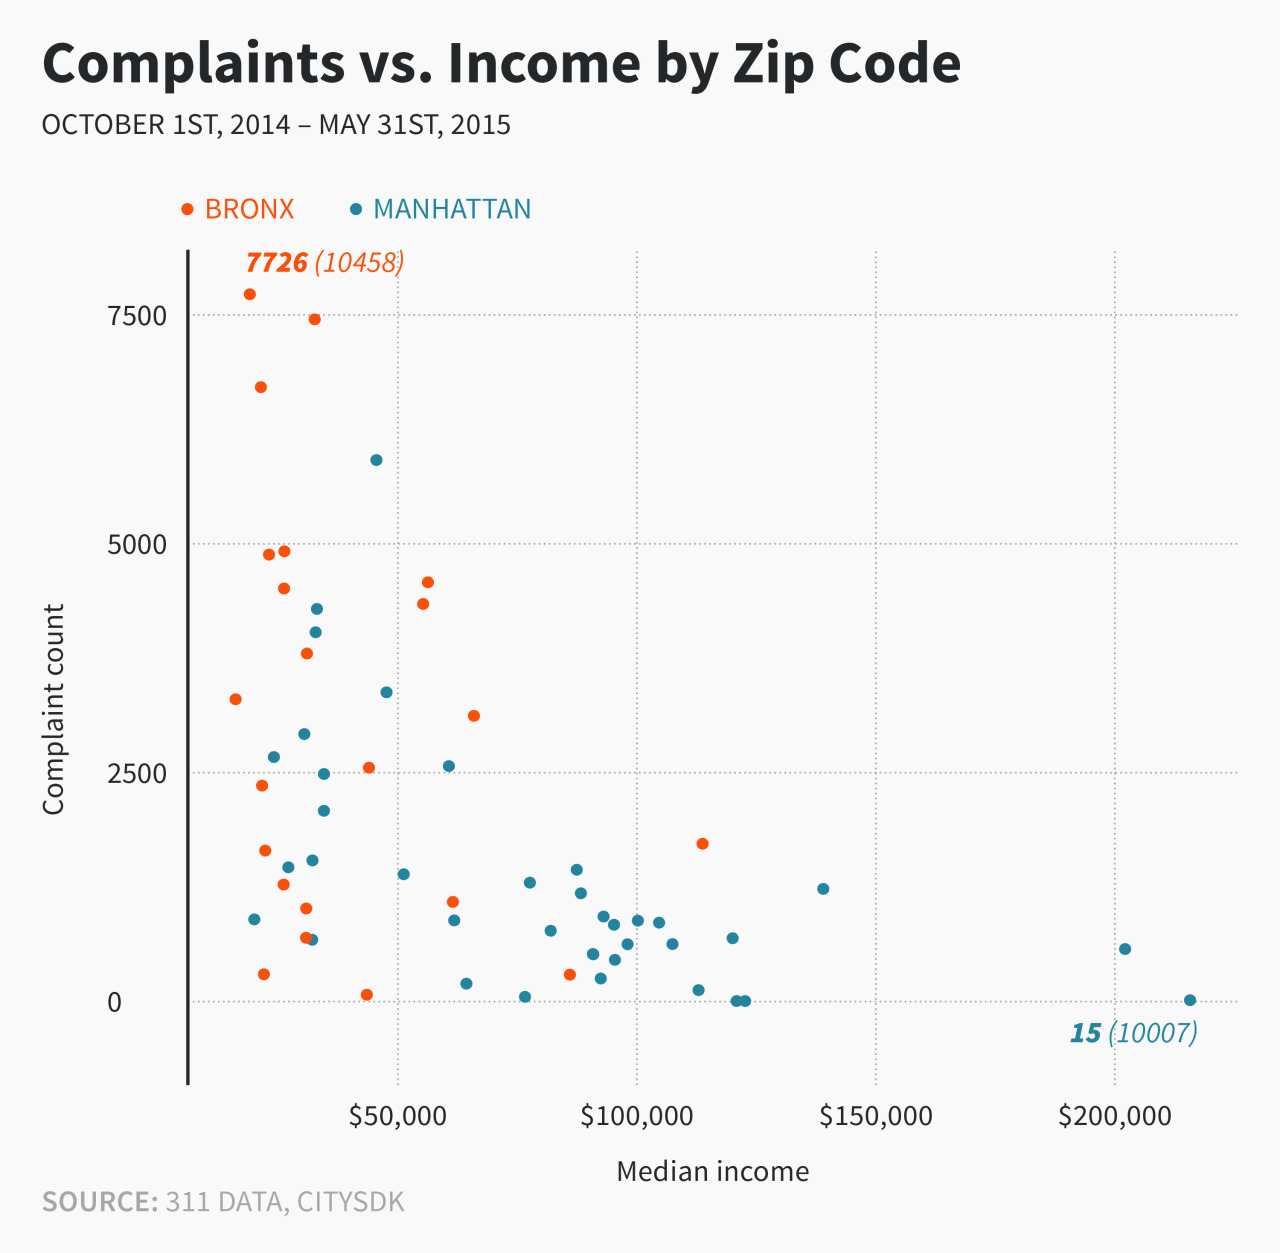 Complaints vs. Income by Zip Code
OCTOBER 1ST, 2014 – MAY 31ST, 2015
BRONX MANHATTAN
7726 (10458)
7500
5000
Complaint count
2500
0
15 (10007)
$50,000 $100,000 $150,000 $200,000
Median income
SOURCE: 311 DATA, CITYSDK